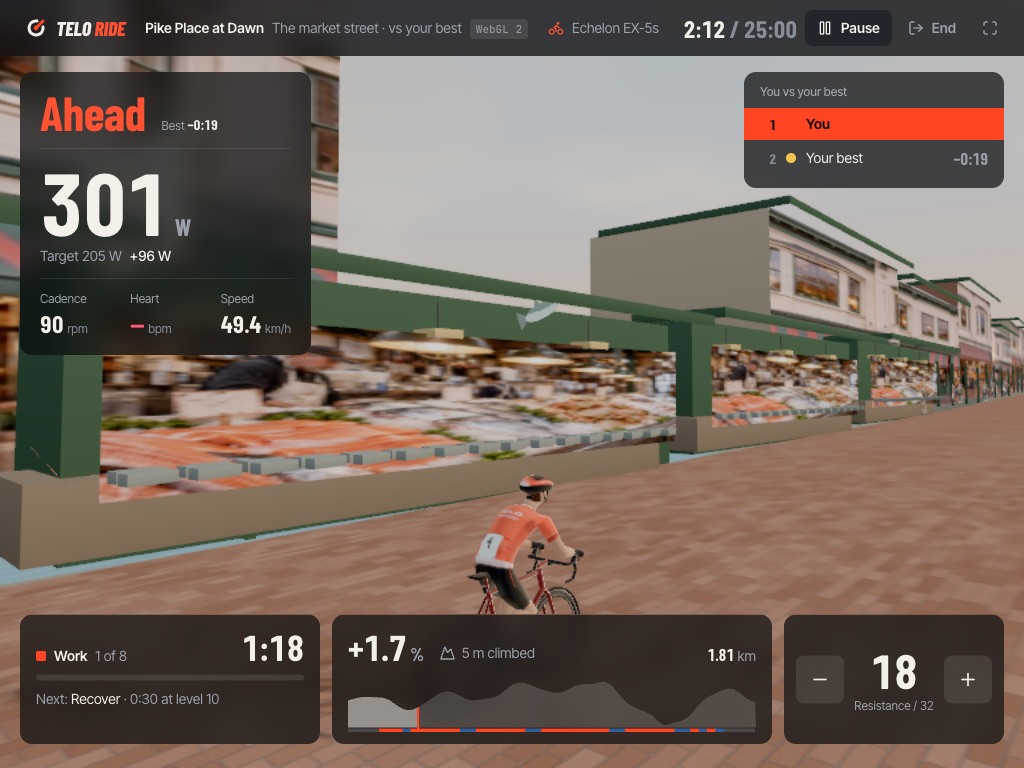 TELO RIDE Pike Place at Dawn The market street · vs your best WebGL 2 Echelon EX-5s 2:12 / 25:00 Pause End
Ahead Best −0:19
301 W
Target 205 W +96 W
Cadence Heart Speed
90 rpm – bpm 49.4 km/h
You vs your best
1 You
2 Your best −0:19
Work 1 of 8 1:18
Next: Recover · 0:30 at level 10
+1.7 % 5 m climbed 1.81 km
− 18 +
Resistance / 32